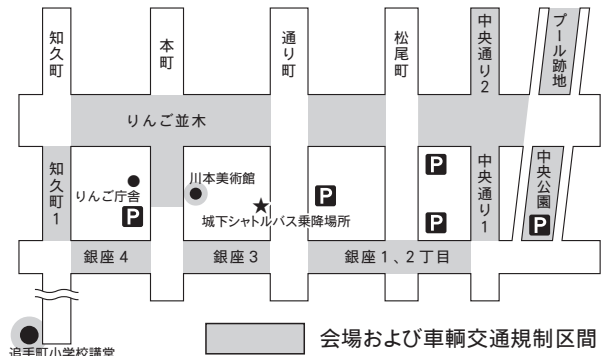 知久町
本町
通り町
松尾町
中央通り2
プール跡地
りんご並木
知久町1
りんご庁舎
P
川本美術館
城下シャトルバス乗降場所
P
P
P
中央通り1
中央公園
P
銀座4
銀座3
銀座1、2丁目
追手町小学校講堂
会場および車輌交通規制区間